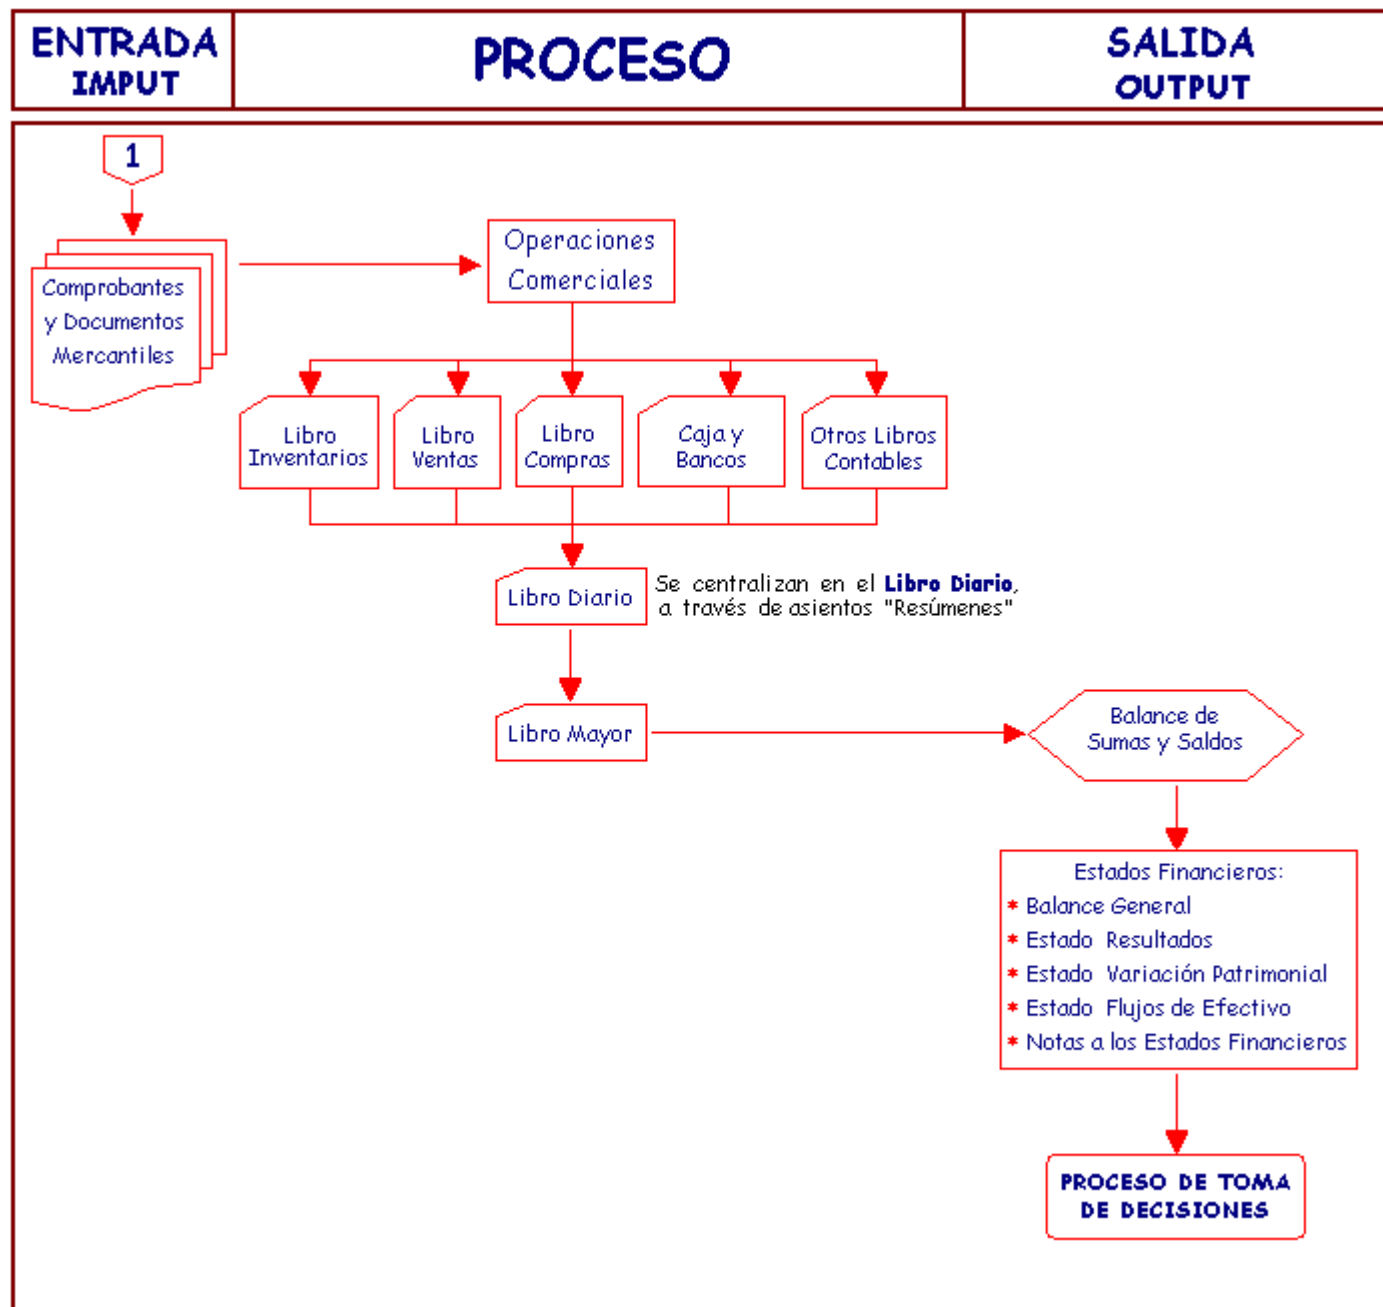 ENTRADA
IMPUT
PROCESO
SALIDA
OUTPUT
1
Comprobantes
y Documentos
Mercantiles
Operaciones
Comerciales
Libro
Inventarios
Libro
Ventas
Libro
Compras
Caja y
Bancos
Otros Libros
Contables
Libro Diario
Se centralizan en el Libro Diario,
a través de asientos "Resúmenes"
Libro Mayor
Balance de
Sumas y Saldos
Estados Financieros:
* Balance General
* Estado Resultados
* Estado Variación Patrimonial
* Estado Flujos de Efectivo
* Notas a los Estados Financieros
PROCESO DE TOMA
DE DECISIONES